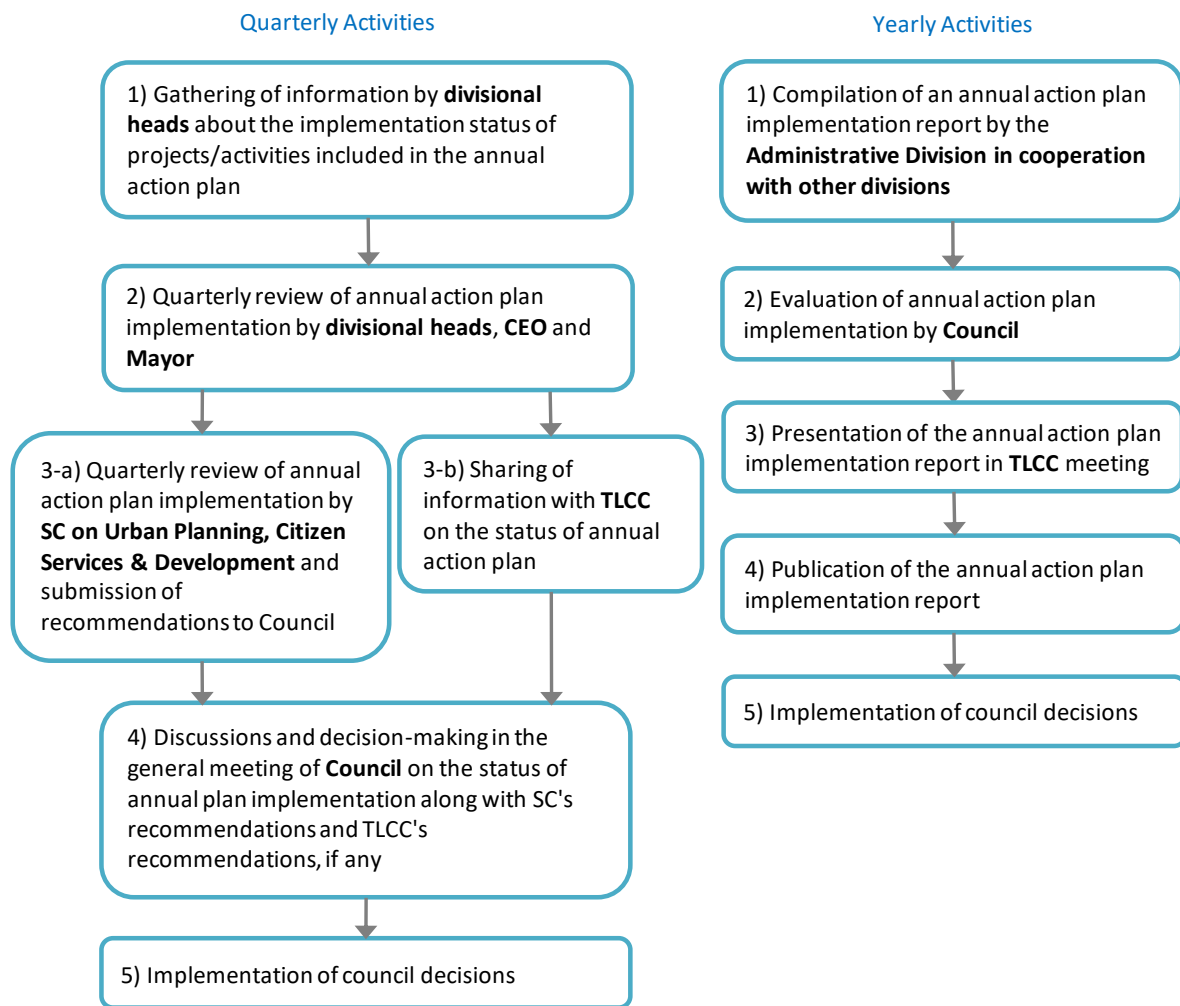 Quarterly Activities
1) Gathering of information by divisional
heads about the implementation status of
projects/activities included in the annual
action plan
2) Quarterly review of annual action plan
implementation by divisional heads, CEO and
Mayor
3-a) Quarterly review of annual
action plan implementation by
SC on Urban Planning, Citizen
Services & Development and
submission of
recommendations to Council
3-b) Sharing of
information with TLCC
on the status of annual
action plan
4) Discussions and decision-making in the
general meeting of Council on the status of
annual plan implementation along with SC's
recommendations and TLCC's
recommendations, if any
5) Implementation of council decisions
Yearly Activities
1) Compilation of an annual action plan
implementation report by the
Administrative Division in cooperation
with other divisions
2) Evaluation of annual action plan
implementation by Council
3) Presentation of the annual action plan
implementation report in TLCC meeting
4) Publication of the annual action plan
implementation report
5) Implementation of council decisions